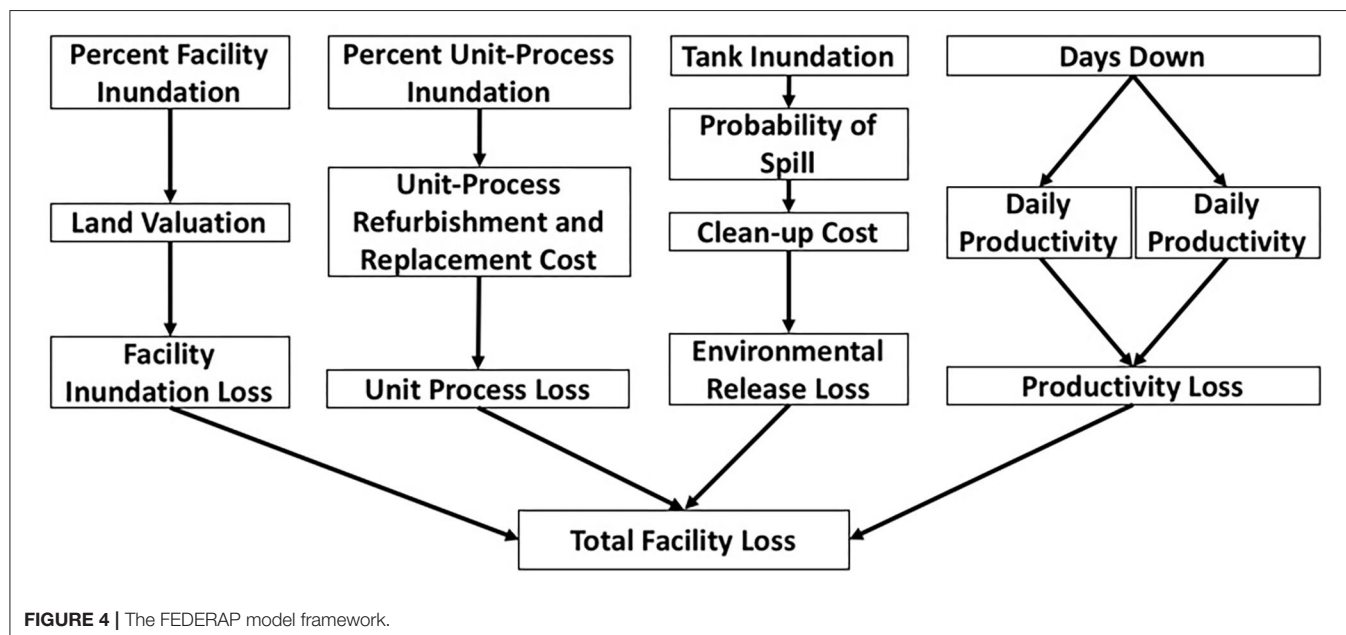 Percent Facility
Inundation
Percent Unit-Process
Inundation
Tank Inundation
Days Down
Probability of
Spill
Unit-Process
Refurbishment and
Replacement Cost
Land Valuation
Clean-up Cost
Daily
Productivity
Daily
Productivity
Facility
Inundation Loss
Unit Process Loss
Environmental
Release Loss
Productivity Loss
Total Facility Loss
FIGURE 4 | The FEDERAP model framework.